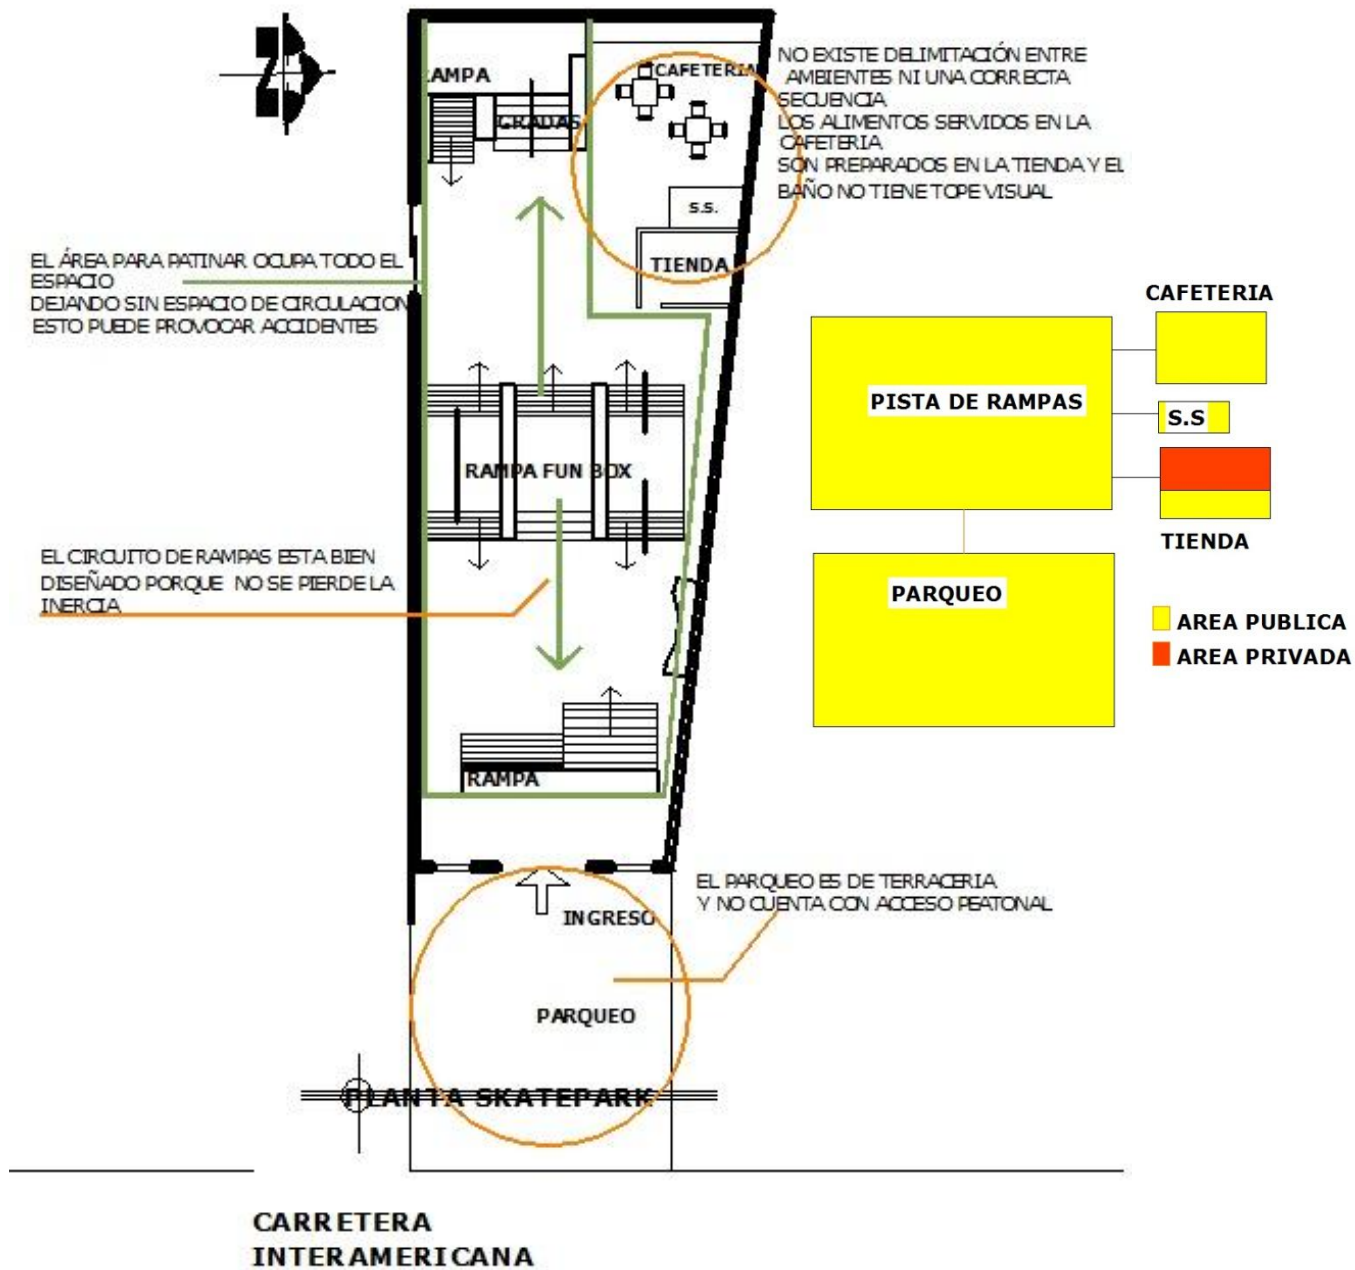 NO EXISTE DELIMITACIÓN ENTRE
AMBIENTES NI UNA CORRECTA
SECUENCIA
LOS ALIMENTOS SERVIDOS EN LA
CAFETERIA
SON PREPARADOS EN LA TIENDA Y EL
BAÑO NO TIENE TOPE VISUAL
RAMPA
GRADAS
CAFETERIA
S.S.
TIENDA
EL ÁREA PARA PATINAR OCUPA TODO EL
ESPACIO
DEJANDO SIN ESPACIO DE CIRCULACION
ESTO PUEDE PROVOCAR ACCIDENTES
RAMPA FUN BOX
EL CIRCUITO DE RAMPAS ESTA BIEN
DISEÑADO PORQUE NO SE PIERDE LA
INERCIA
RAMPA
CAFETERIA
PISTA DE RAMPAS
S.S
TIENDA
PARQUEO
AREA PUBLICA
AREA PRIVADA
EL PARQUEO ES DE TERRACERIA
Y NO CUENTA CON ACCESO PEATONAL
INGRESO
PARQUEO
PLANTA SKATEPARK
CARRETERA
INTERAMERICANA